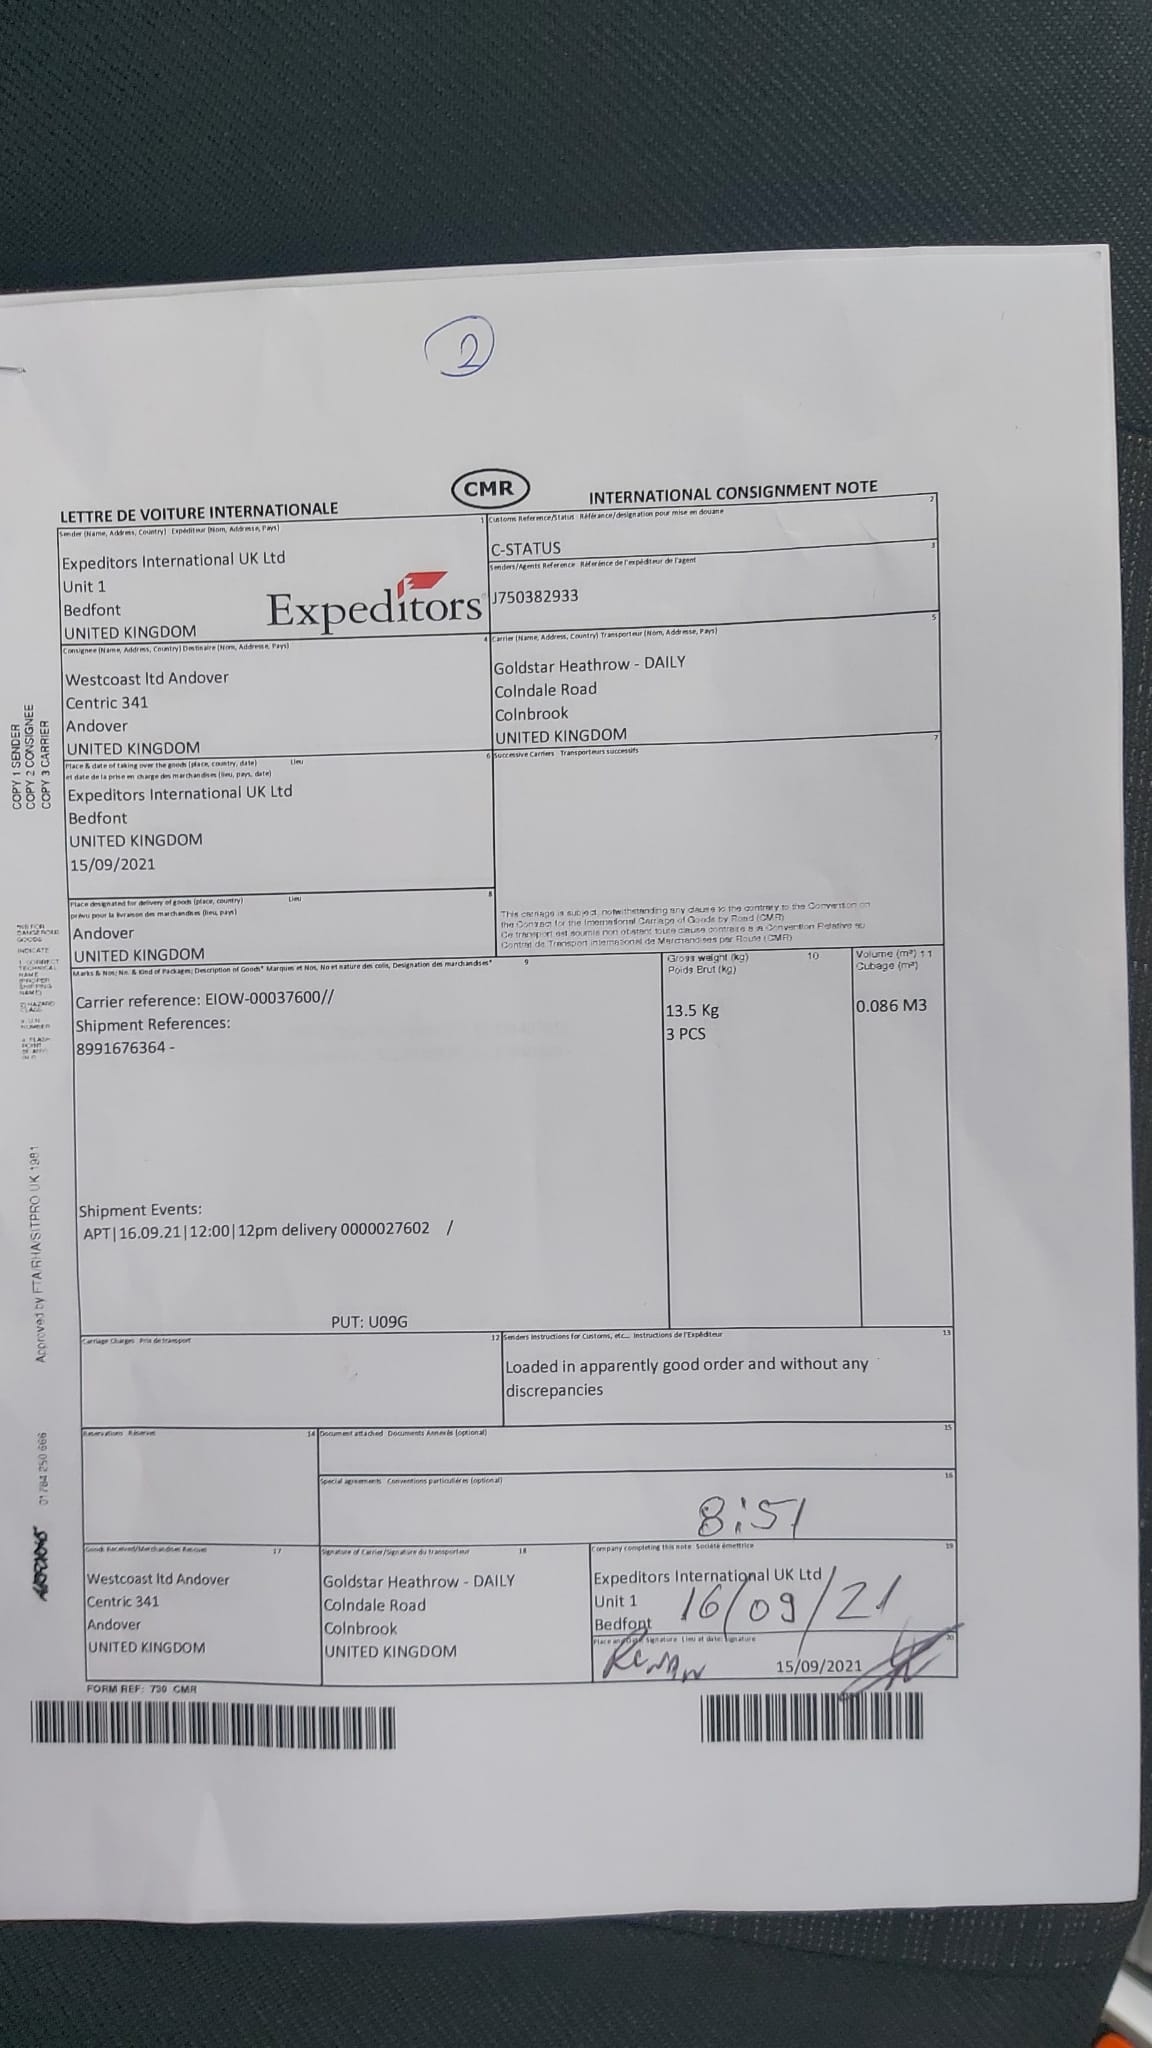 2
CMR
LETTRE DE VOITURE INTERNATIONALE
INTERNATIONAL CONSIGNMENT NOTE
Sender (Name, Address, Country) Expéditeur (Nom, Addresse, Pays) 1
Expeditors International UK Ltd
Unit 1
Bedfont
UNITED KINGDOM
Expeditors
Customs Reference/Status Référance/designation pour mise en douane 2
C-STATUS
3
Senders/Agents Reference Référence de l'expéditeur de l'agent
J750382933
Consignee (Name, Address, Country) Destinaire (Nom, Addresse, Pays) 4
Westcoast ltd Andover
Centric 341
Andover
UNITED KINGDOM
Carrier (Name, Address, Country) Transporteur (Nom, Addresse, Pays) 5
Goldstar Heathrow - DAILY
Colndale Road
Colnbrook
UNITED KINGDOM
Place & date of taking over the goods (place, country, date) Lieu 6
et date de la prise en charge des marchandises (lieu, pays, date)
Expeditors International UK Ltd
Bedfont
UNITED KINGDOM
15/09/2021
Successive Carriers Transporteurs successifs 7
Place designated for delivery of goods (place, country) Lieu 8
prévu pour la livraison des marchandises (lieu, pays)
Andover
UNITED KINGDOM
This carriage is subject, notwithstanding any clause to the contrary to the Convention on
the Contract for the International Carriage of Goods by Road (CMR)
Ce transport est soumis non obstant toute clause contraire a la Convention Relative au
Contrat de Transport International de Marchandises par Route (CMR)
Marks & Nos; No. & Kind of Packages; Description of Goods* Marques et Nos, No et nature des colis, Designation des marchandises* 9
Gross weight (kg) 10
Poids Brut (kg)
Volume (m³) 11
Cubage (m³)
Carrier reference: EIOW-00037600//
Shipment References:
8991676364 -
13.5 Kg
3 PCS
0.086 M3
Shipment Events:
APT|16.09.21|12:00|12pm delivery 0000027602 /
PUT: U09G
Carriage Charges Prix de transport 12
Senders Instructions for Customs, etc... Instructions de l'Expéditeur 13
Loaded in apparently good order and without any
discrepancies
Reservations Réserves 14
Document attached Documents Annexés (optional) 15
Special agreements Conventions particulières (optional) 16
8:51
Goods Received/Merchandises Recues 17
Westcoast ltd Andover
Centric 341
Andover
UNITED KINGDOM
Signature of Carrier/Signature du transporteur 18
Goldstar Heathrow - DAILY
Colndale Road
Colnbrook
UNITED KINGDOM
Company completing this note Société émettrice 19
Expeditors International UK Ltd
Unit 1
Bedfont
16/09/21
Place and Date Signature Lieu et date: Signature 20
15/09/2021
FORM REF: 730 CMR
COPY 1 SENDER
COPY 2 CONSIGNEE
COPY 3 CARRIER
Approved by FTA/RHA/SITPRO UK 1981
01784 250 666